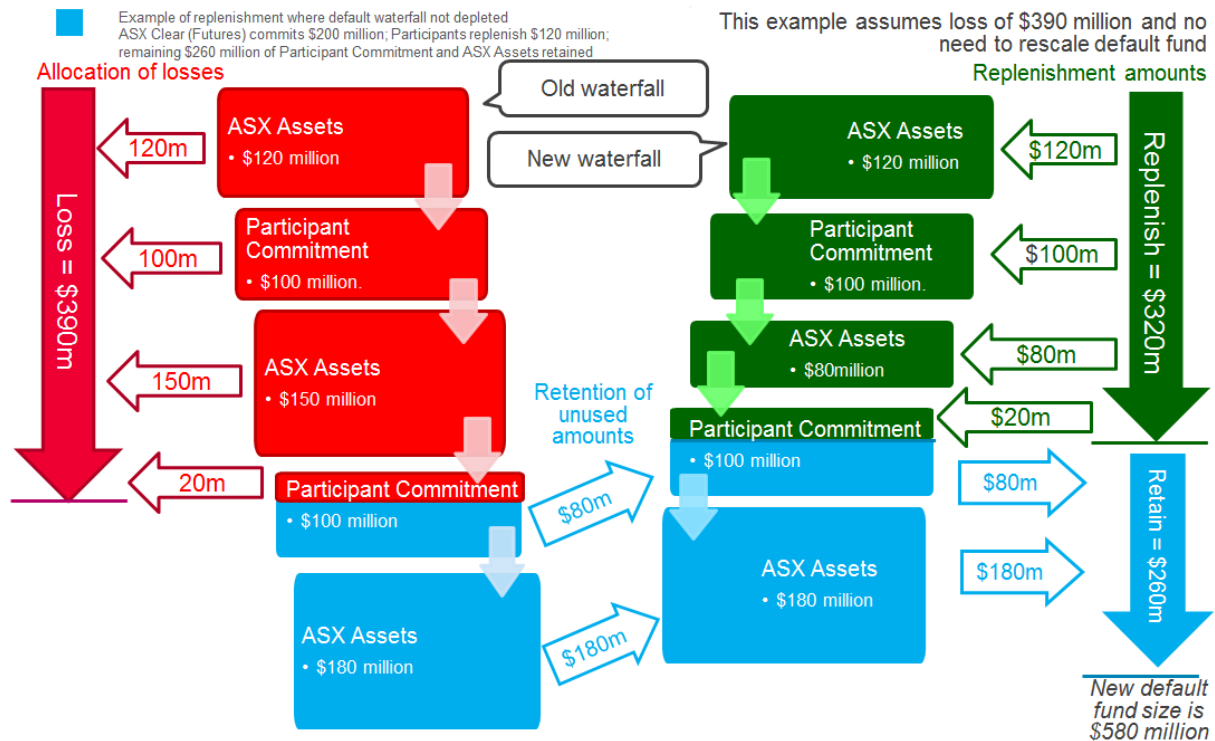 Example of replenishment where default waterfall not depleted
ASX Clear (Futures) commits $200 million; Participants replenish $120 million;
remaining $260 million of Participant Commitment and ASX Assets retained
This example assumes loss of $390 million and no
need to rescale default fund
Allocation of losses
Replenishment amounts
Old waterfall
New waterfall
Loss = $390m
120m
ASX Assets
• $120 million
100m
Participant
Commitment
• $100 million.
150m
ASX Assets
• $150 million
20m
Participant Commitment
• $100 million
ASX Assets
• $180 million
Retention of
unused
amounts
$80m
$180m
ASX Assets
• $120 million
$120m
Participant
Commitment
• $100 million.
$100m
ASX Assets
• $80million
$80m
Participant Commitment
• $100 million
$20m
$80m
ASX Assets
• $180 million
$180m
Replenish = $320m
Retain = $260m
New default
fund size is
$580 million